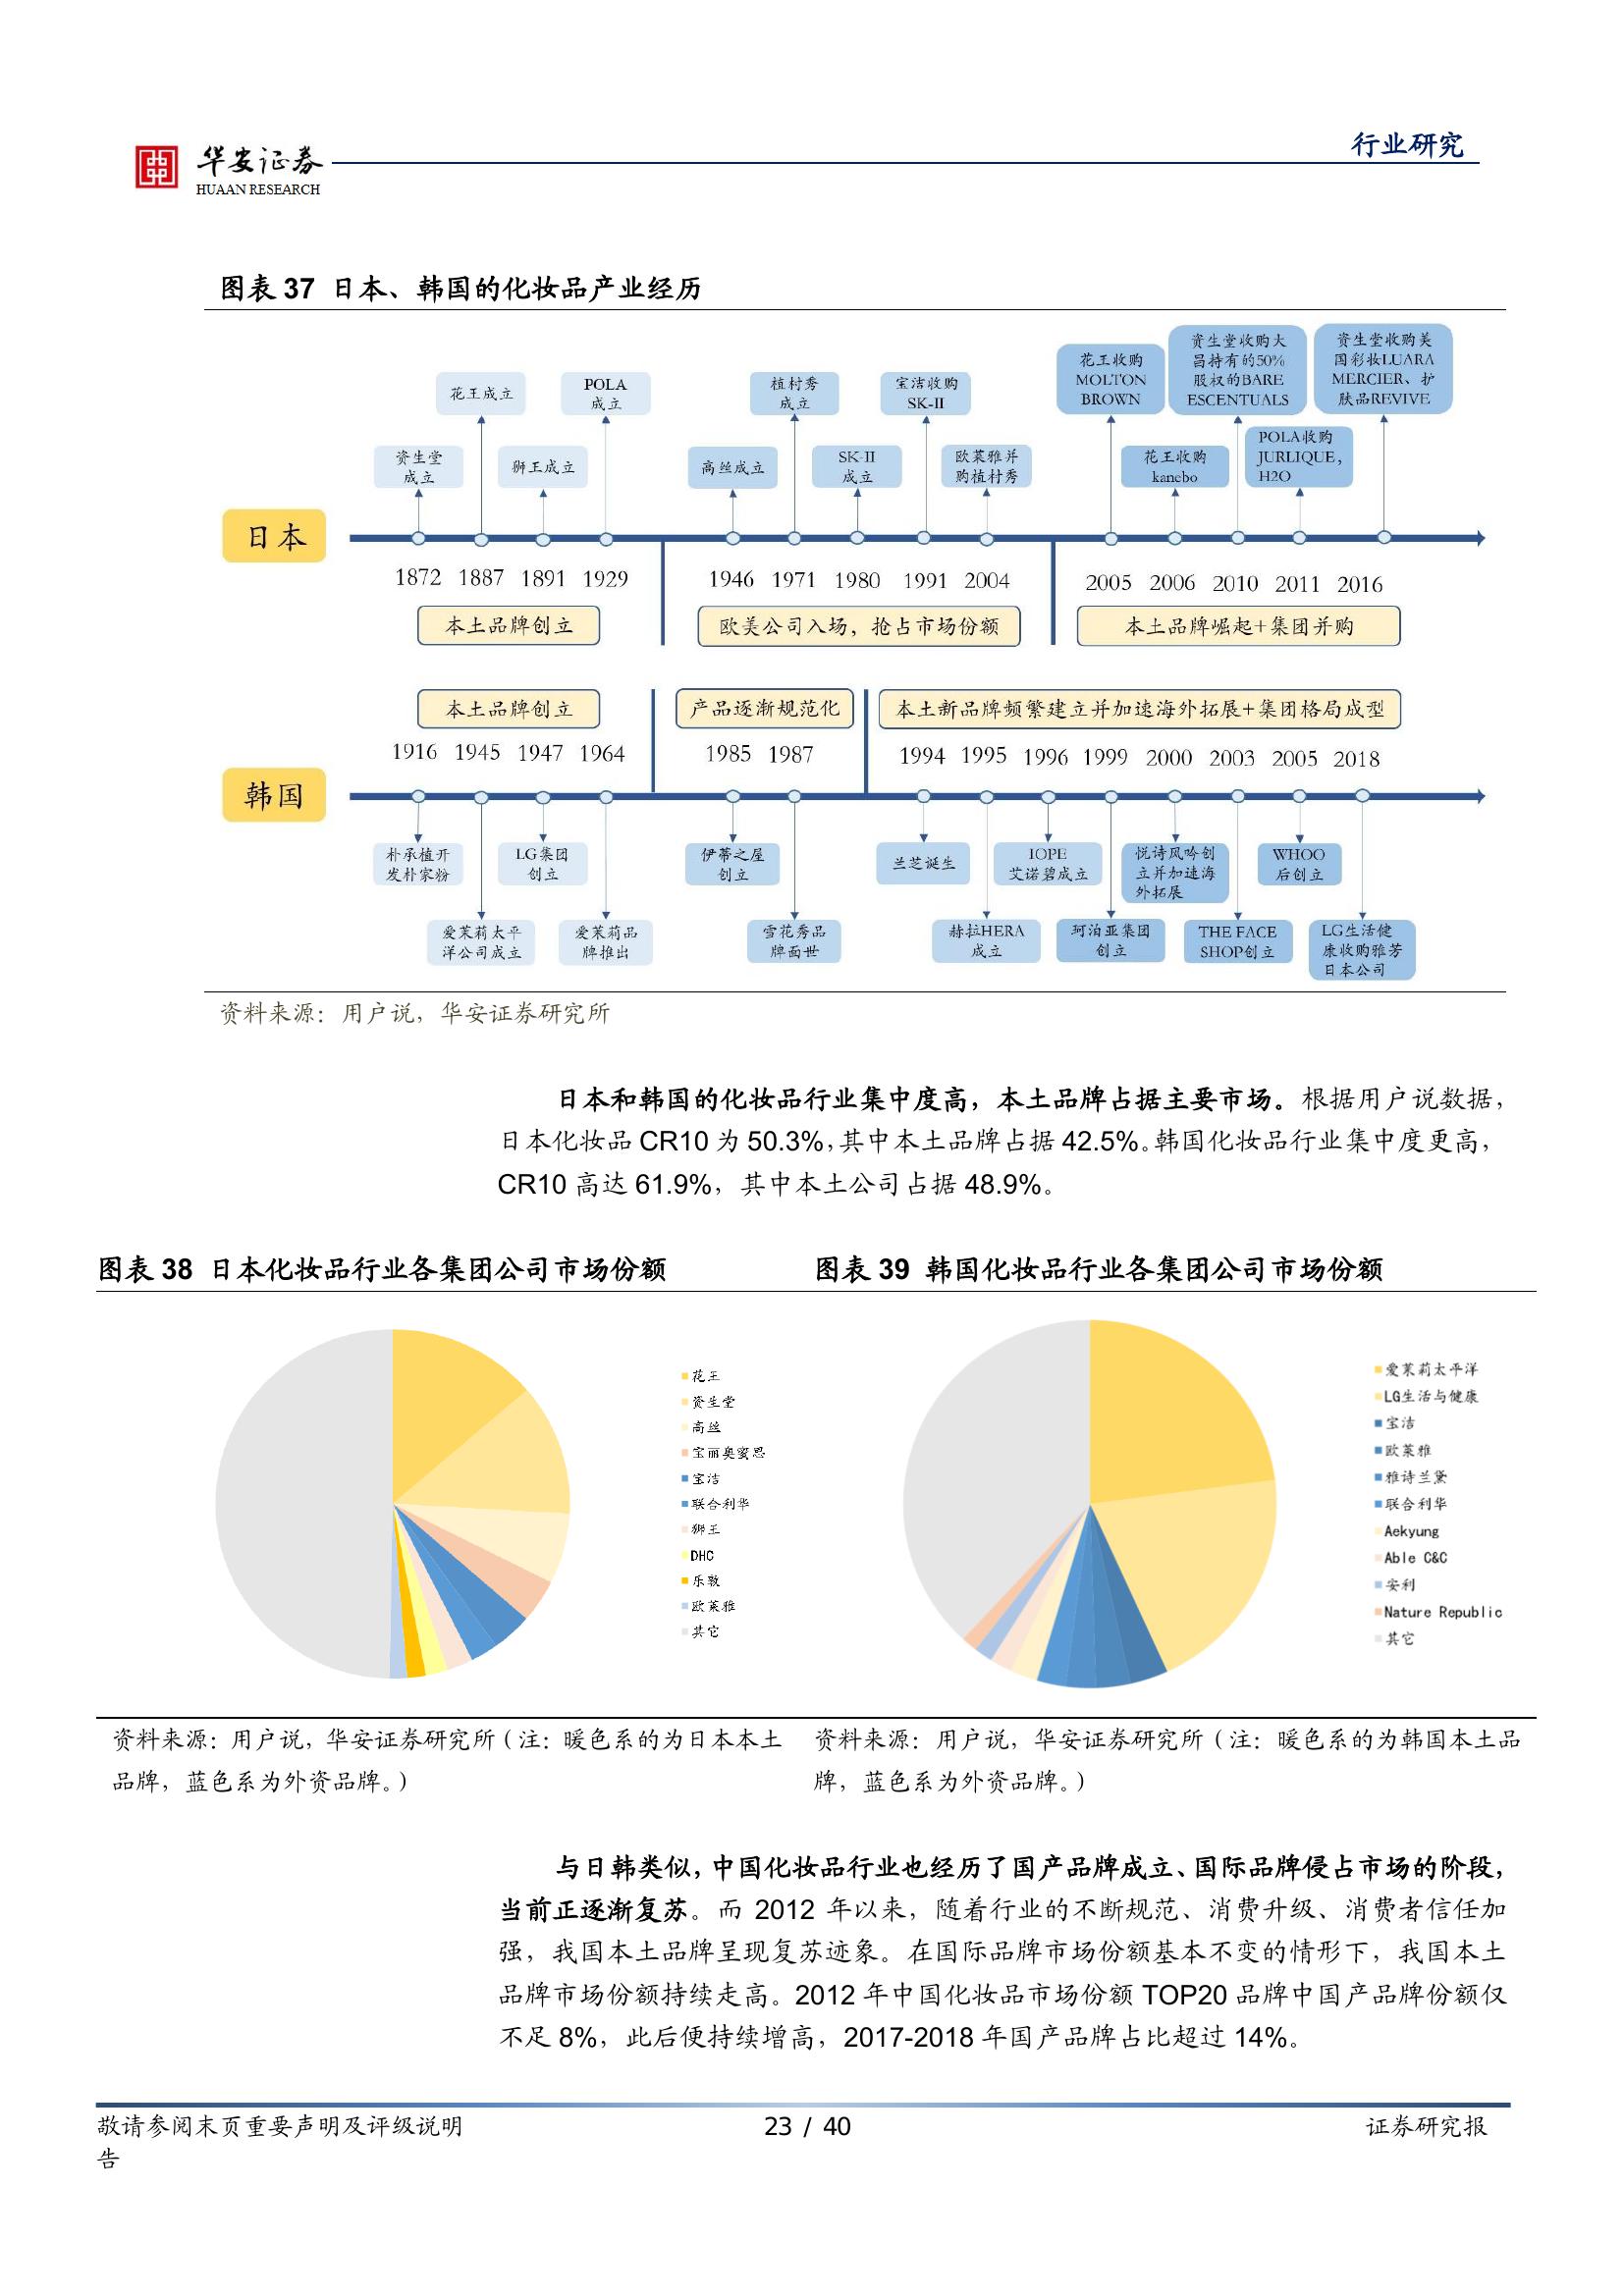 华安证券
HUAAN RESEARCH
行业研究
图表 37 日本、韩国的化妆品产业经历
资生堂
成立
花王成立
狮王成立
POLA
成立
高丝成立
植村秀
成立
SK-II
成立
宝洁收购
SK-II
欧莱雅并
购植村秀
花王收购
MOLTON
BROWN
花王收购
kanebo
资生堂收购大
昌持有的50%
股权的BARE
ESCENTUALS
POLA收购
JURLIQUE,
H2O
资生堂收购美
国彩妆LUARA
MERCIER、护
肤品REVIVE
日本
1872 1887 1891 1929 1946 1971 1980 1991 2004 2005 2006 2010 2011 2016
本土品牌创立 欧美公司入场，抢占市场份额 本土品牌崛起+集团并购
本土品牌创立 产品逐渐规范化 本土新品牌频繁建立并加速海外拓展+集团格局成型
1916 1945 1947 1964 1985 1987 1994 1995 1996 1999 2000 2003 2005 2018
韩国
朴承植开
发朴家粉
爱茉莉太平
洋公司成立
LG集团
创立
爱茉莉品
牌推出
伊蒂之屋
创立
雪花秀品
牌面世
兰芝诞生
赫拉HERA
成立
IOPE
艾诺碧成立
珂泊亚集团
创立
悦诗风吟创
立并加速海
外拓展
THE FACE
SHOP创立
WHOO
后创立
LG生活健
康收购雅芳
日本公司
资料来源：用户说，华安证券研究所
日本和韩国的化妆品行业集中度高，本土品牌占据主要市场。根据用户说数据，
日本化妆品 CR10 为 50.3%，其中本土品牌占据 42.5%。韩国化妆品行业集中度更高，
CR10 高达 61.9%，其中本土公司占据 48.9%。
图表 38 日本化妆品行业各集团公司市场份额
花王
资生堂
高丝
宝丽奥蜜思
宝洁
联合利华
狮王
DHC
乐敦
欧莱雅
其它
资料来源：用户说，华安证券研究所（注：暖色系的为日本本土
品牌，蓝色系为外资品牌。）
图表 39 韩国化妆品行业各集团公司市场份额
爱茉莉太平洋
LG生活与健康
宝洁
欧莱雅
雅诗兰黛
联合利华
Aekyung
Able C&C
安利
Nature Republic
其它
资料来源：用户说，华安证券研究所（注：暖色系的为韩国本土品
牌，蓝色系为外资品牌。）
与日韩类似，中国化妆品行业也经历了国产品牌成立、国际品牌侵占市场的阶段，
当前正逐渐复苏。而 2012 年以来，随着行业的不断规范、消费升级、消费者信任加
强，我国本土品牌呈现复苏迹象。在国际品牌市场份额基本不变的情形下，我国本土
品牌市场份额持续走高。2012 年中国化妆品市场份额 TOP20 品牌中国产品牌份额仅
不足 8%，此后便持续增高，2017-2018 年国产品牌占比超过 14%。
敬请参阅末页重要声明及评级说明 23 / 40 证券研究报
告